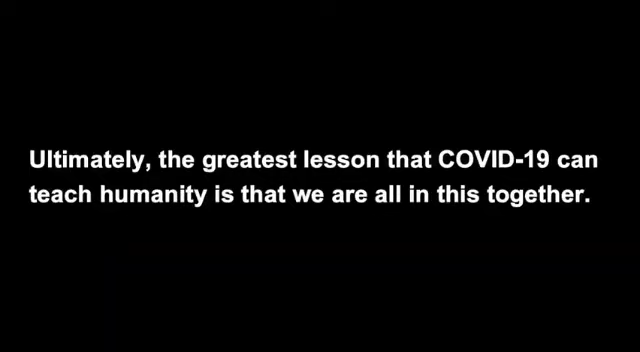 Ultimately, the greatest lesson that COVID-19 can
teach humanity is that we are all in this together.